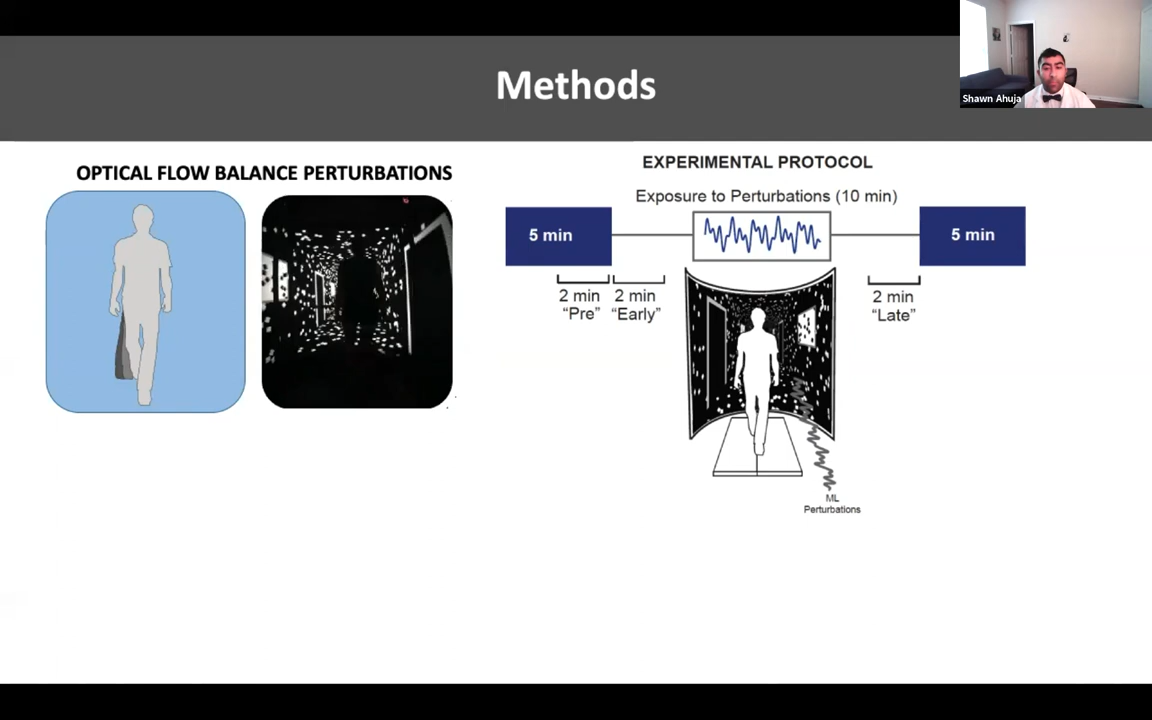 Methods
Shawn Ahuja
OPTICAL FLOW BALANCE PERTURBATIONS
EXPERIMENTAL PROTOCOL
Exposure to Perturbations (10 min)
5 min
5 min
2 min
"Pre"
2 min
"Early"
2 min
"Late"
ML
Perturbations